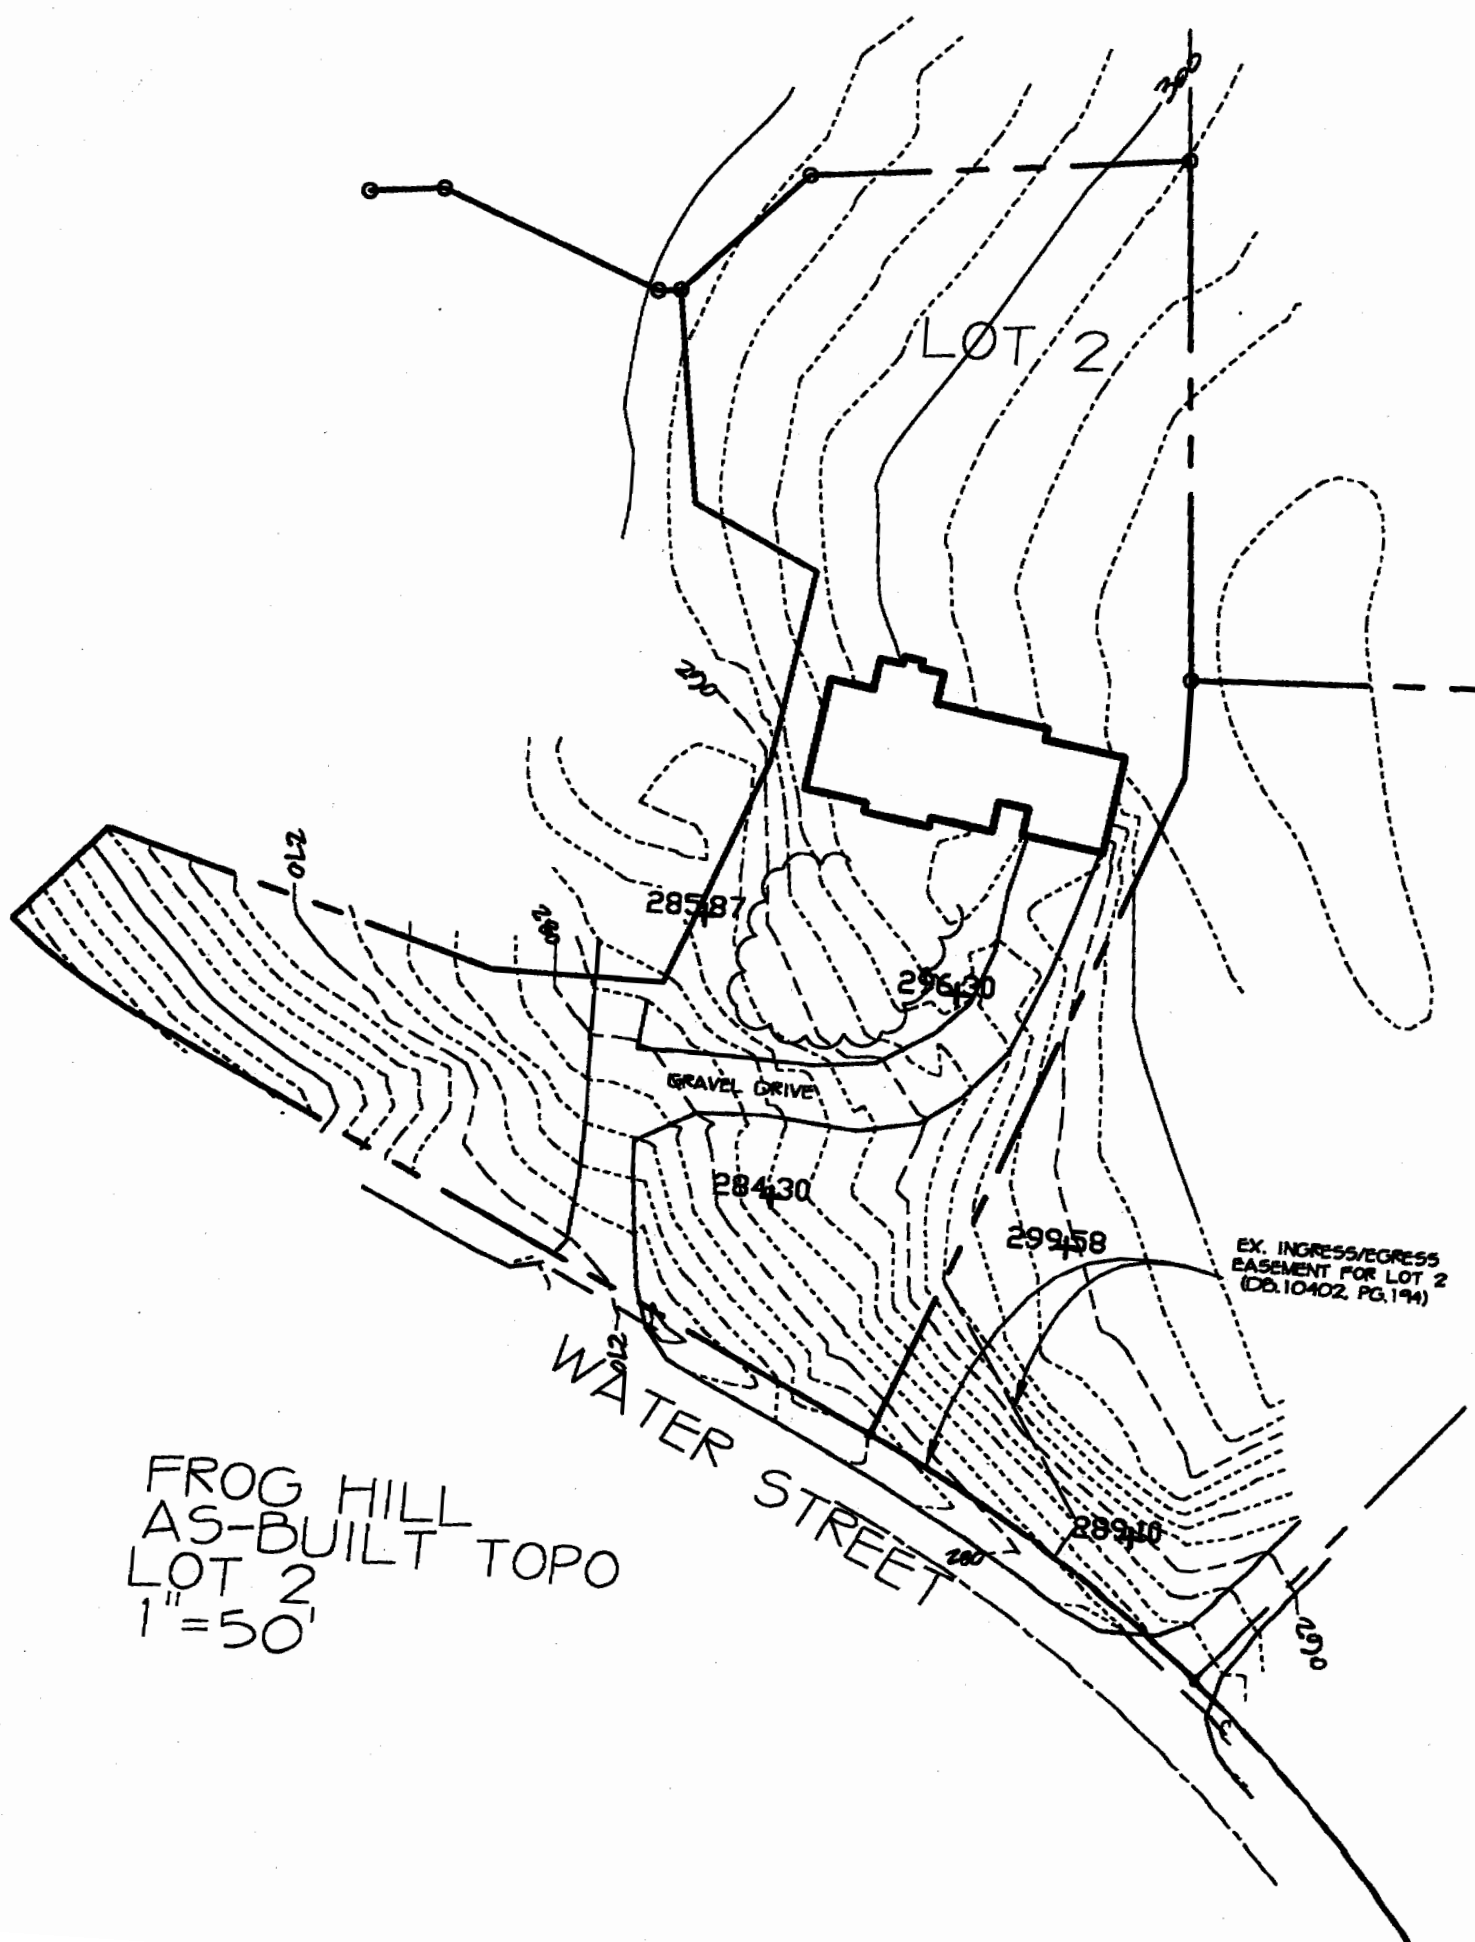 300
LOT 2
290
270
280
285.87
296.30
GRAVEL DRIVE
284.30
299.58
EX. INGRESS/EGRESS
EASEMENT FOR LOT 2
(DB.10402, PG.194)
270
WATER STREET
289.10
280
290
FROG HILL
AS-BUILT TOPO
LOT 2
1"=50'